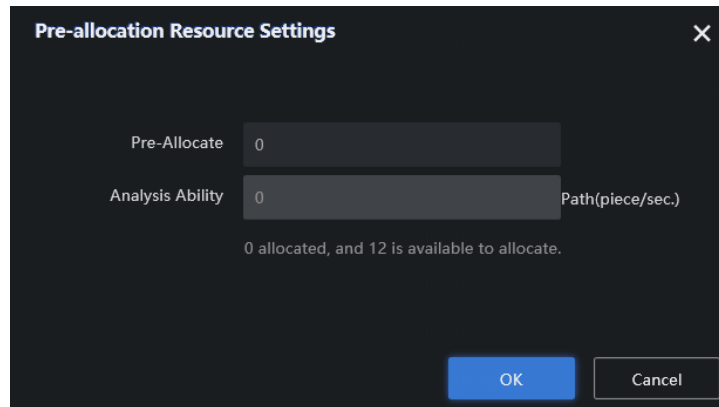 Pre-allocation Resource Settings
Pre-Allocate 0
Analysis Ability 0 Path(piece/sec.)
0 allocated, and 12 is available to allocate.
OK Cancel